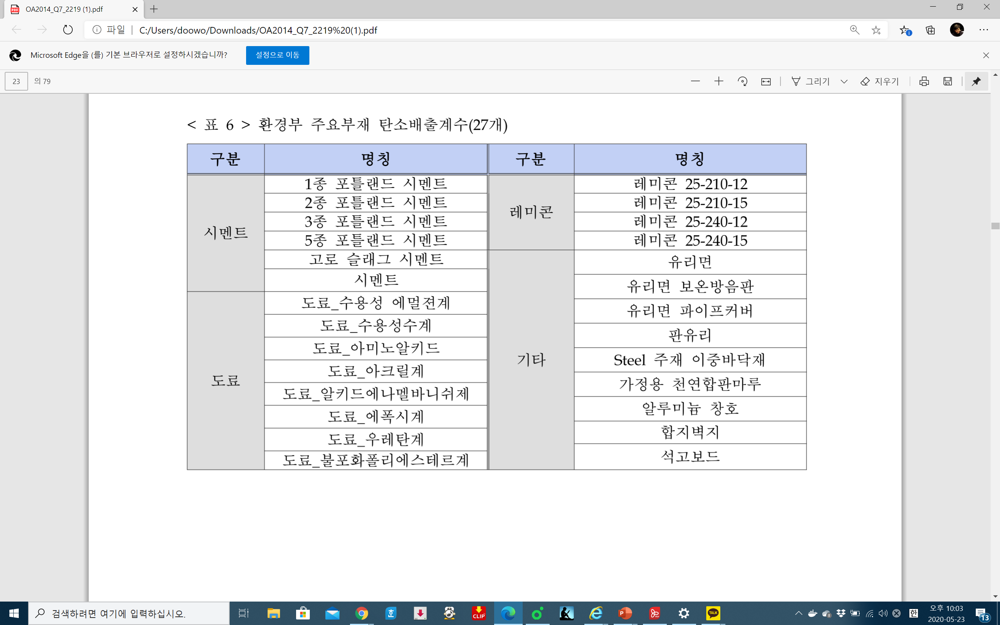 OA2014_Q7_2219 (1).pdf
파일 | C:/Users/doowo/Downloads/OA2014_Q7_2219%20(1).pdf
Microsoft Edge을 (를) 기본 브라우저로 설정하시겠습니까? 설정으로 이동
23 의 79 그리기 지우기
< 표 6 > 환경부 주요부재 탄소배출계수(27개)
구분 명칭 구분 명칭
시멘트
1종 포틀랜드 시멘트
2종 포틀랜드 시멘트
3종 포틀랜드 시멘트
5종 포틀랜드 시멘트
고로 슬래그 시멘트
시멘트
도료
도료_수용성 에멀젼계
도료_수용성수계
도료_아미노알키드
도료_아크릴계
도료_알키드에나멜바니쉬제
도료_에폭시계
도료_우레탄계
도료_불포화폴리에스테르계
레미콘
레미콘 25-210-12
레미콘 25-210-15
레미콘 25-240-12
레미콘 25-240-15
기타
유리면
유리면 보온방음판
유리면 파이프커버
판유리
Steel 주재 이중바닥재
가정용 천연합판마루
알루미늄 창호
합지벽지
석고보드
검색하려면 여기에 입력하십시오.
CLIP
TALK
한
오후 10:03
2020-05-23
13